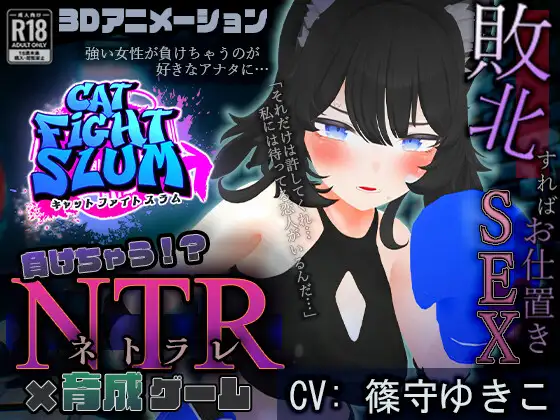 成人向け
R18
ADULT ONLY
3Dアニメーション
強い女性が負けちゃうのが
好きなアナタに…
CAT
FIGHT
SLUM
キャットファイトスラム
「それだけは許してくれ…
私には待ってる恋人がいるんだ…」
敗北
すればお仕置き
SEX
負けちゃう!?
NTR
ネトラレ
×育成ゲーム
CV: 篠守ゆきこ